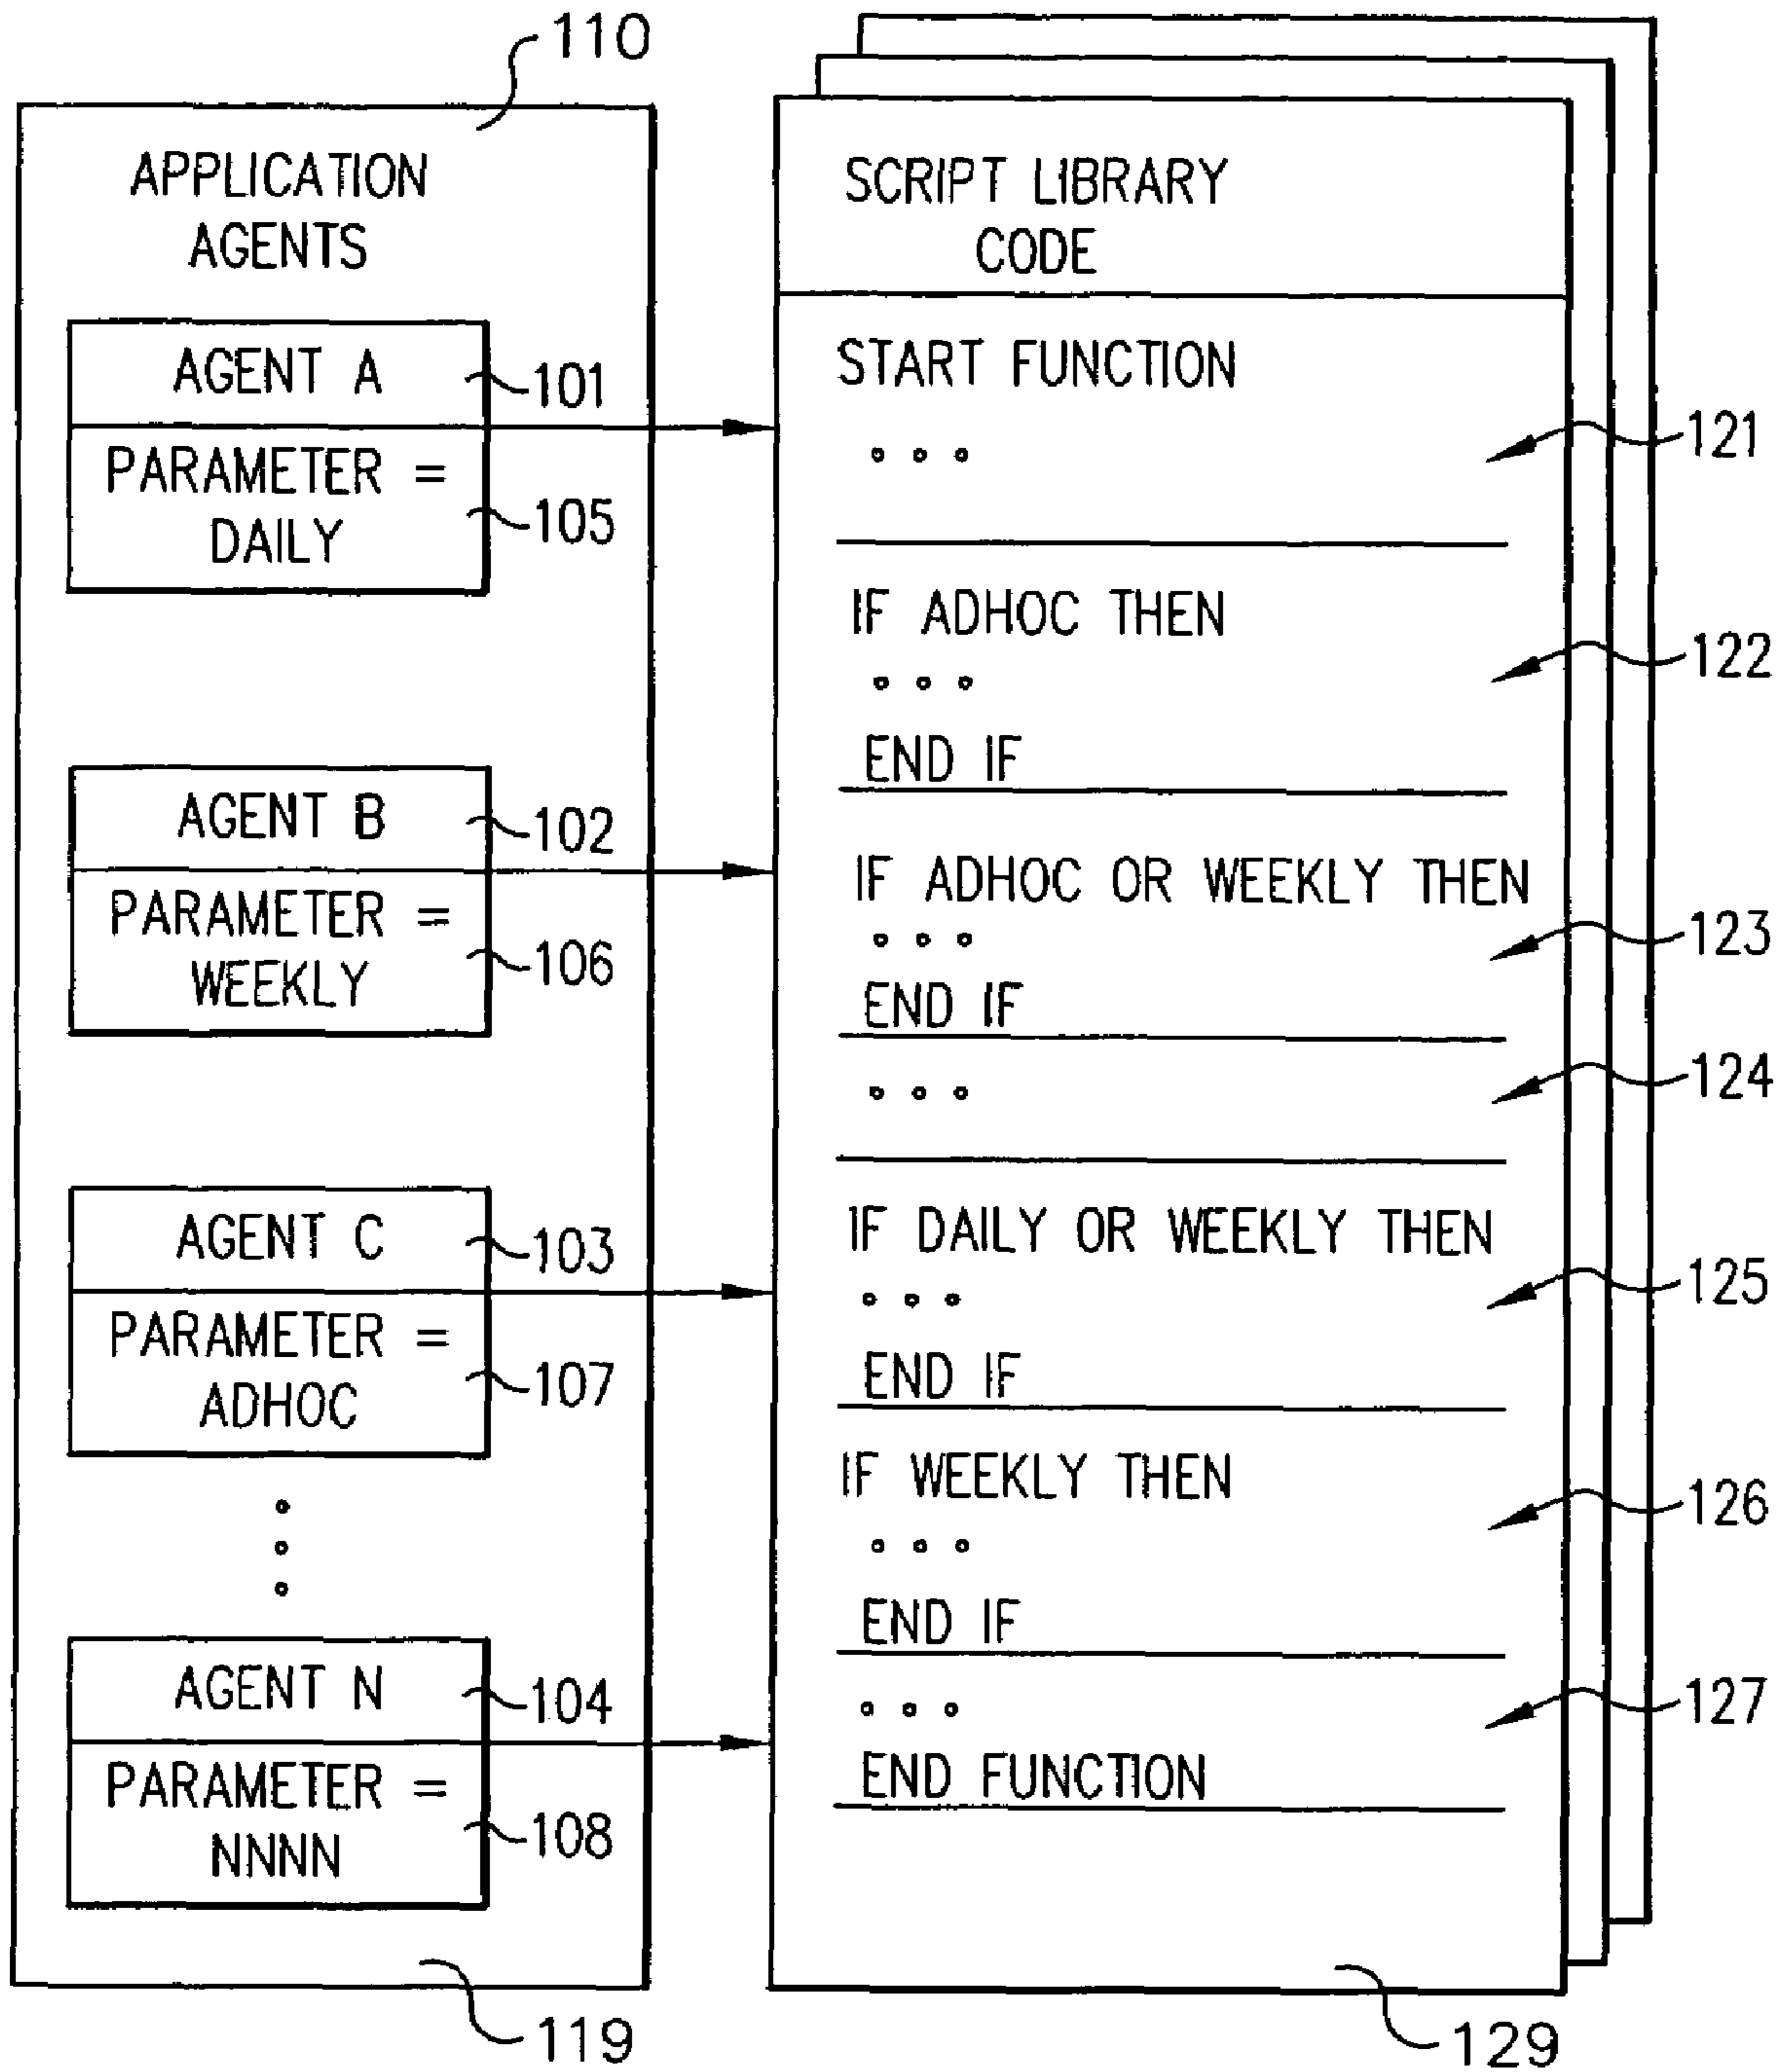 110
APPLICATION
AGENTS
AGENT A
101
PARAMETER =
DAILY
105
AGENT B
102
PARAMETER =
WEEKLY
106
AGENT C
103
PARAMETER =
ADHOC
107
AGENT N
104
PARAMETER =
NNNN
108
119
SCRIPT LIBRARY
CODE
START FUNCTION
• • •
121
IF ADHOC THEN
• • •
122
END IF
IF ADHOC OR WEEKLY THEN
• • •
123
END IF
• • •
124
IF DAILY OR WEEKLY THEN
• • •
125
END IF
IF WEEKLY THEN
• • •
126
END IF
• • •
127
END FUNCTION
129